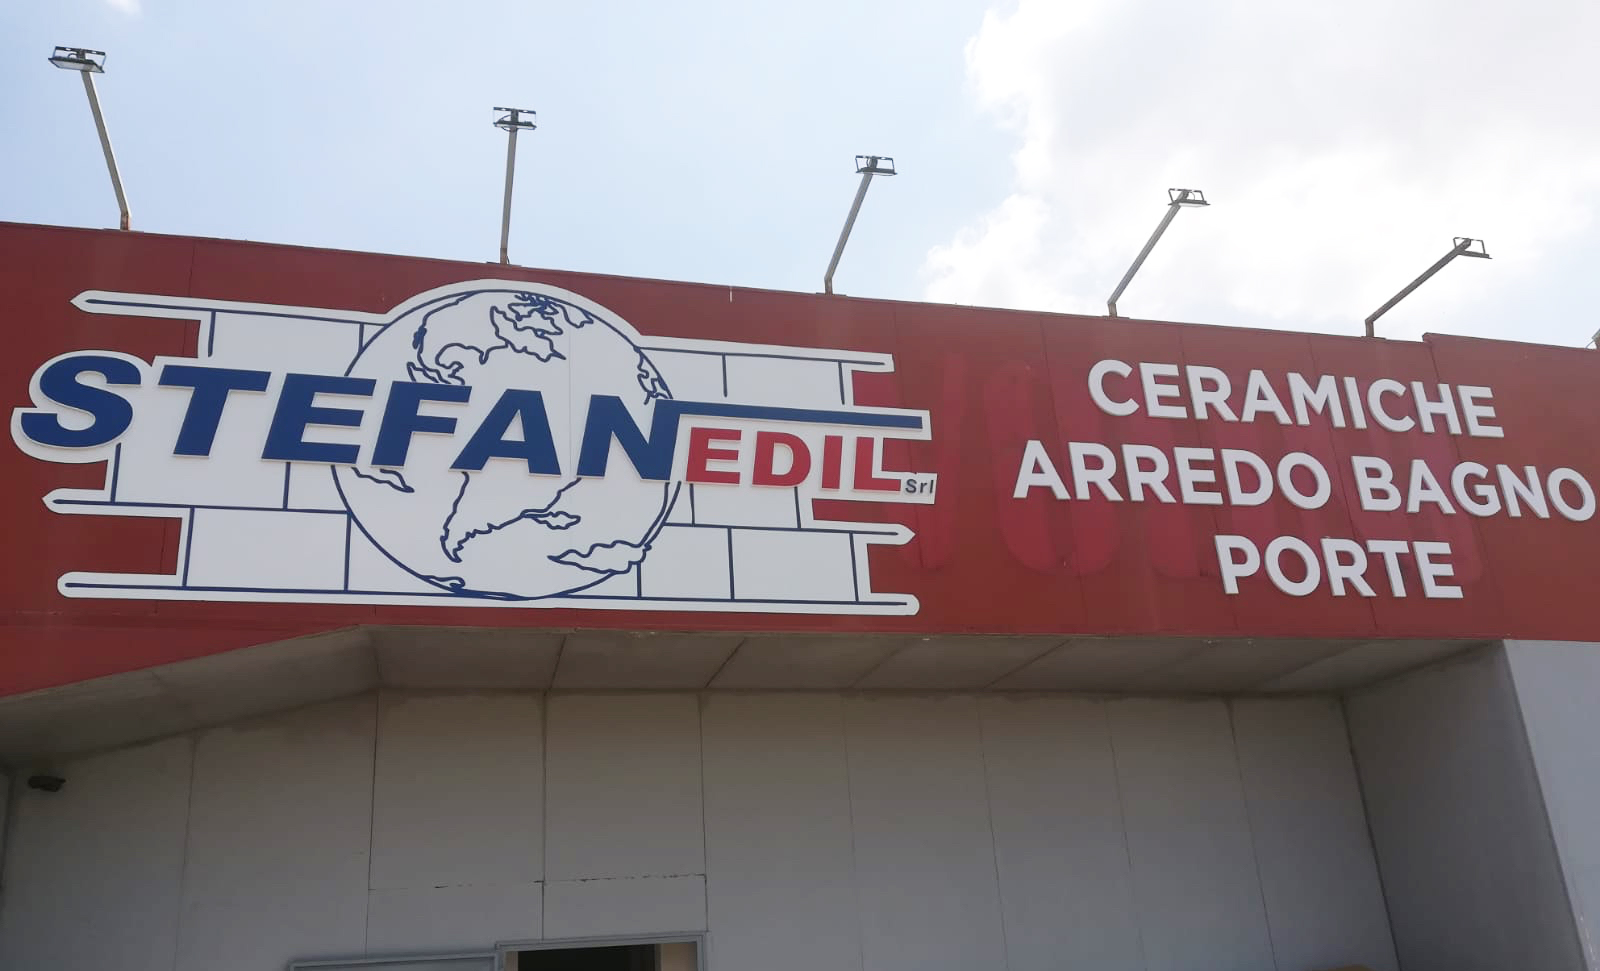 STEFAN
EDIL Srl
CERAMICHE
ARREDO BAGNO
PORTE